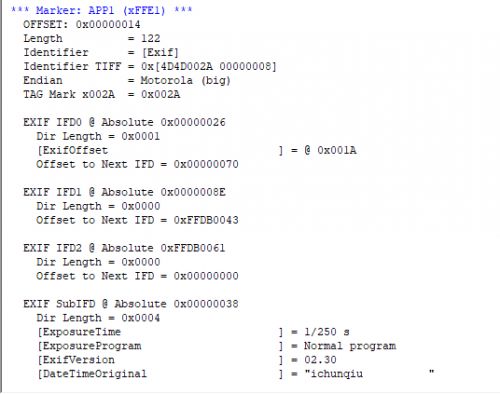 *** Marker: APP1 (xFFE1) ***
OFFSET: 0x00000014
Length = 122
Identifier = [Exif]
Identifier TIFF = 0x[4D4D002A 00000008]
Endian = Motorola (big)
TAG Mark x002A = 0x002A
EXIF IFD0 @ Absolute 0x00000026
Dir Length = 0x0001
[ExifOffset ] = @ 0x001A
Offset to Next IFD = 0x00000070
EXIF IFD1 @ Absolute 0x0000008E
Dir Length = 0x0000
Offset to Next IFD = 0xFFDB0043
EXIF IFD2 @ Absolute 0xFFDB0061
Dir Length = 0x0000
Offset to Next IFD = 0x00000000
EXIF SubIFD @ Absolute 0x00000038
Dir Length = 0x0004
[ExposureTime ] = 1/250 s
[ExposureProgram ] = Normal program
[ExifVersion ] = 02.30
[DateTimeOriginal ] = "ichunqiu "